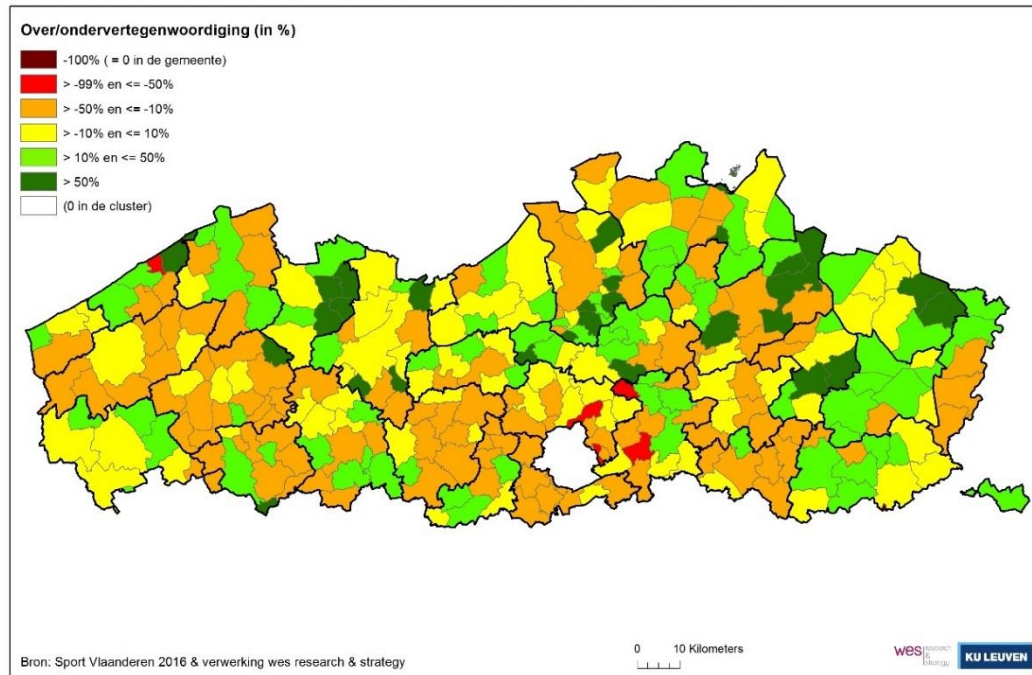 Over/ondervertegenwoordiging (in %)
-100% ( = 0 in de gemeente)
> -99% en <= -50%
> -50% en <= -10%
> -10% en <= 10%
> 10% en <= 50%
> 50%
(0 in de cluster)
0 10 Kilometers
Bron: Sport Vlaanderen 2016 & verwerking wes research & strategy
wes research & strategy
KU LEUVEN